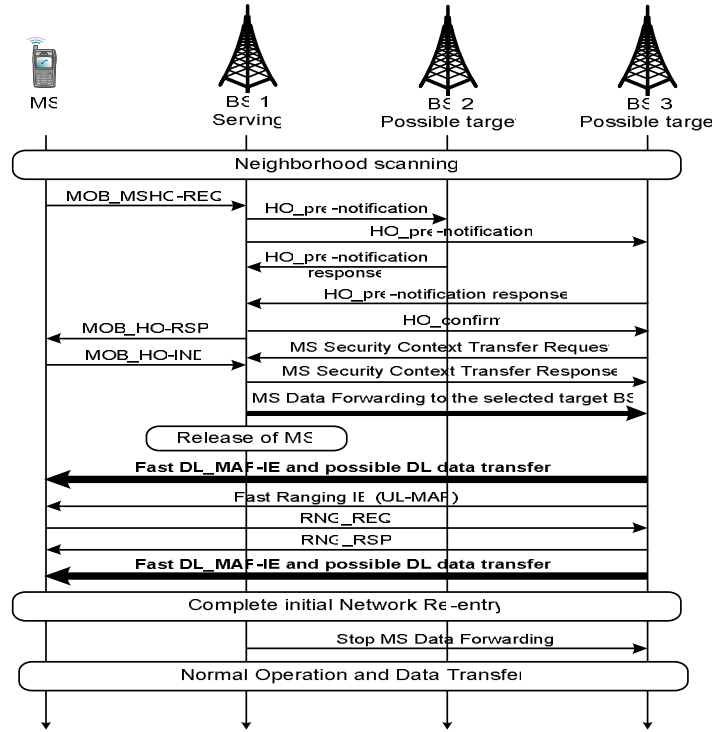 MS
BS 1
Serving
BS 2
Possible target
BS 3
Possible target
Neighborhood scanning
MOB_MSHO-REQ
HO_pre-notification
HO_pre-notification
HO_pre-notification
response
HO_pre-notification response
HO_confirm
MOB_HO-RSP
MS Security Context Transfer Request
MOB_HO-IND
MS Security Context Transfer Response
MS Data Forwarding to the selected target BS
Release of MS
Fast DL_MAP-IE and possible DL data transfer
Fast Ranging IE (UL-MAP)
RNG_REQ
RNG_RSP
Fast DL_MAP-IE and possible DL data transfer
Complete initial Network Re-entry
Stop MS Data Forwarding
Normal Operation and Data Transfer